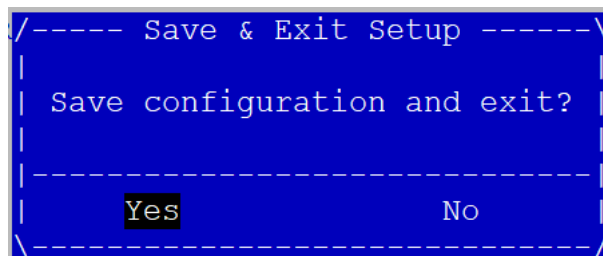 /----- Save & Exit Setup ------\
Save configuration and exit?
Yes No